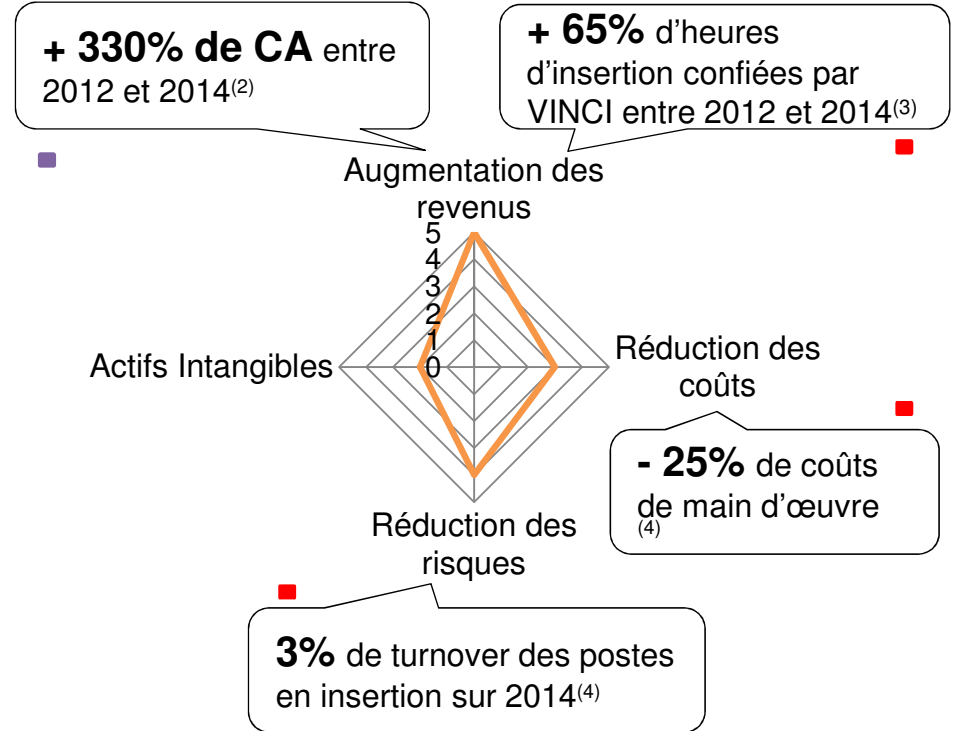 + 330% de CA entre
2012 et 2014(2)
+ 65% d'heures
d'insertion confiées par
VINCI entre 2012 et 2014(3)
Augmentation des
revenus
5
4
3
2
1
0
Actifs Intangibles
Réduction des
coûts
- 25% de coûts
de main d'œuvre
(4)
Réduction des
risques
3% de turnover des postes
en insertion sur 2014(4)